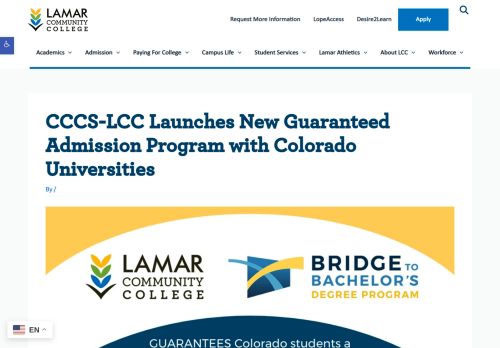 LAMAR
COMMUNITY
COLLEGE
Request More Information LopeAccess Desire2Learn Apply
Academics Admission Paying For College Campus Life Student Services Lamar Athletics About LCC Workforce
CCCS-LCC Launches New Guaranteed
Admission Program with Colorado
Universities
By /
LAMAR
COMMUNITY
COLLEGE
BRIDGE TO
BACHELOR'S
DEGREE PROGRAM
GUARANTEES Colorado students a
EN